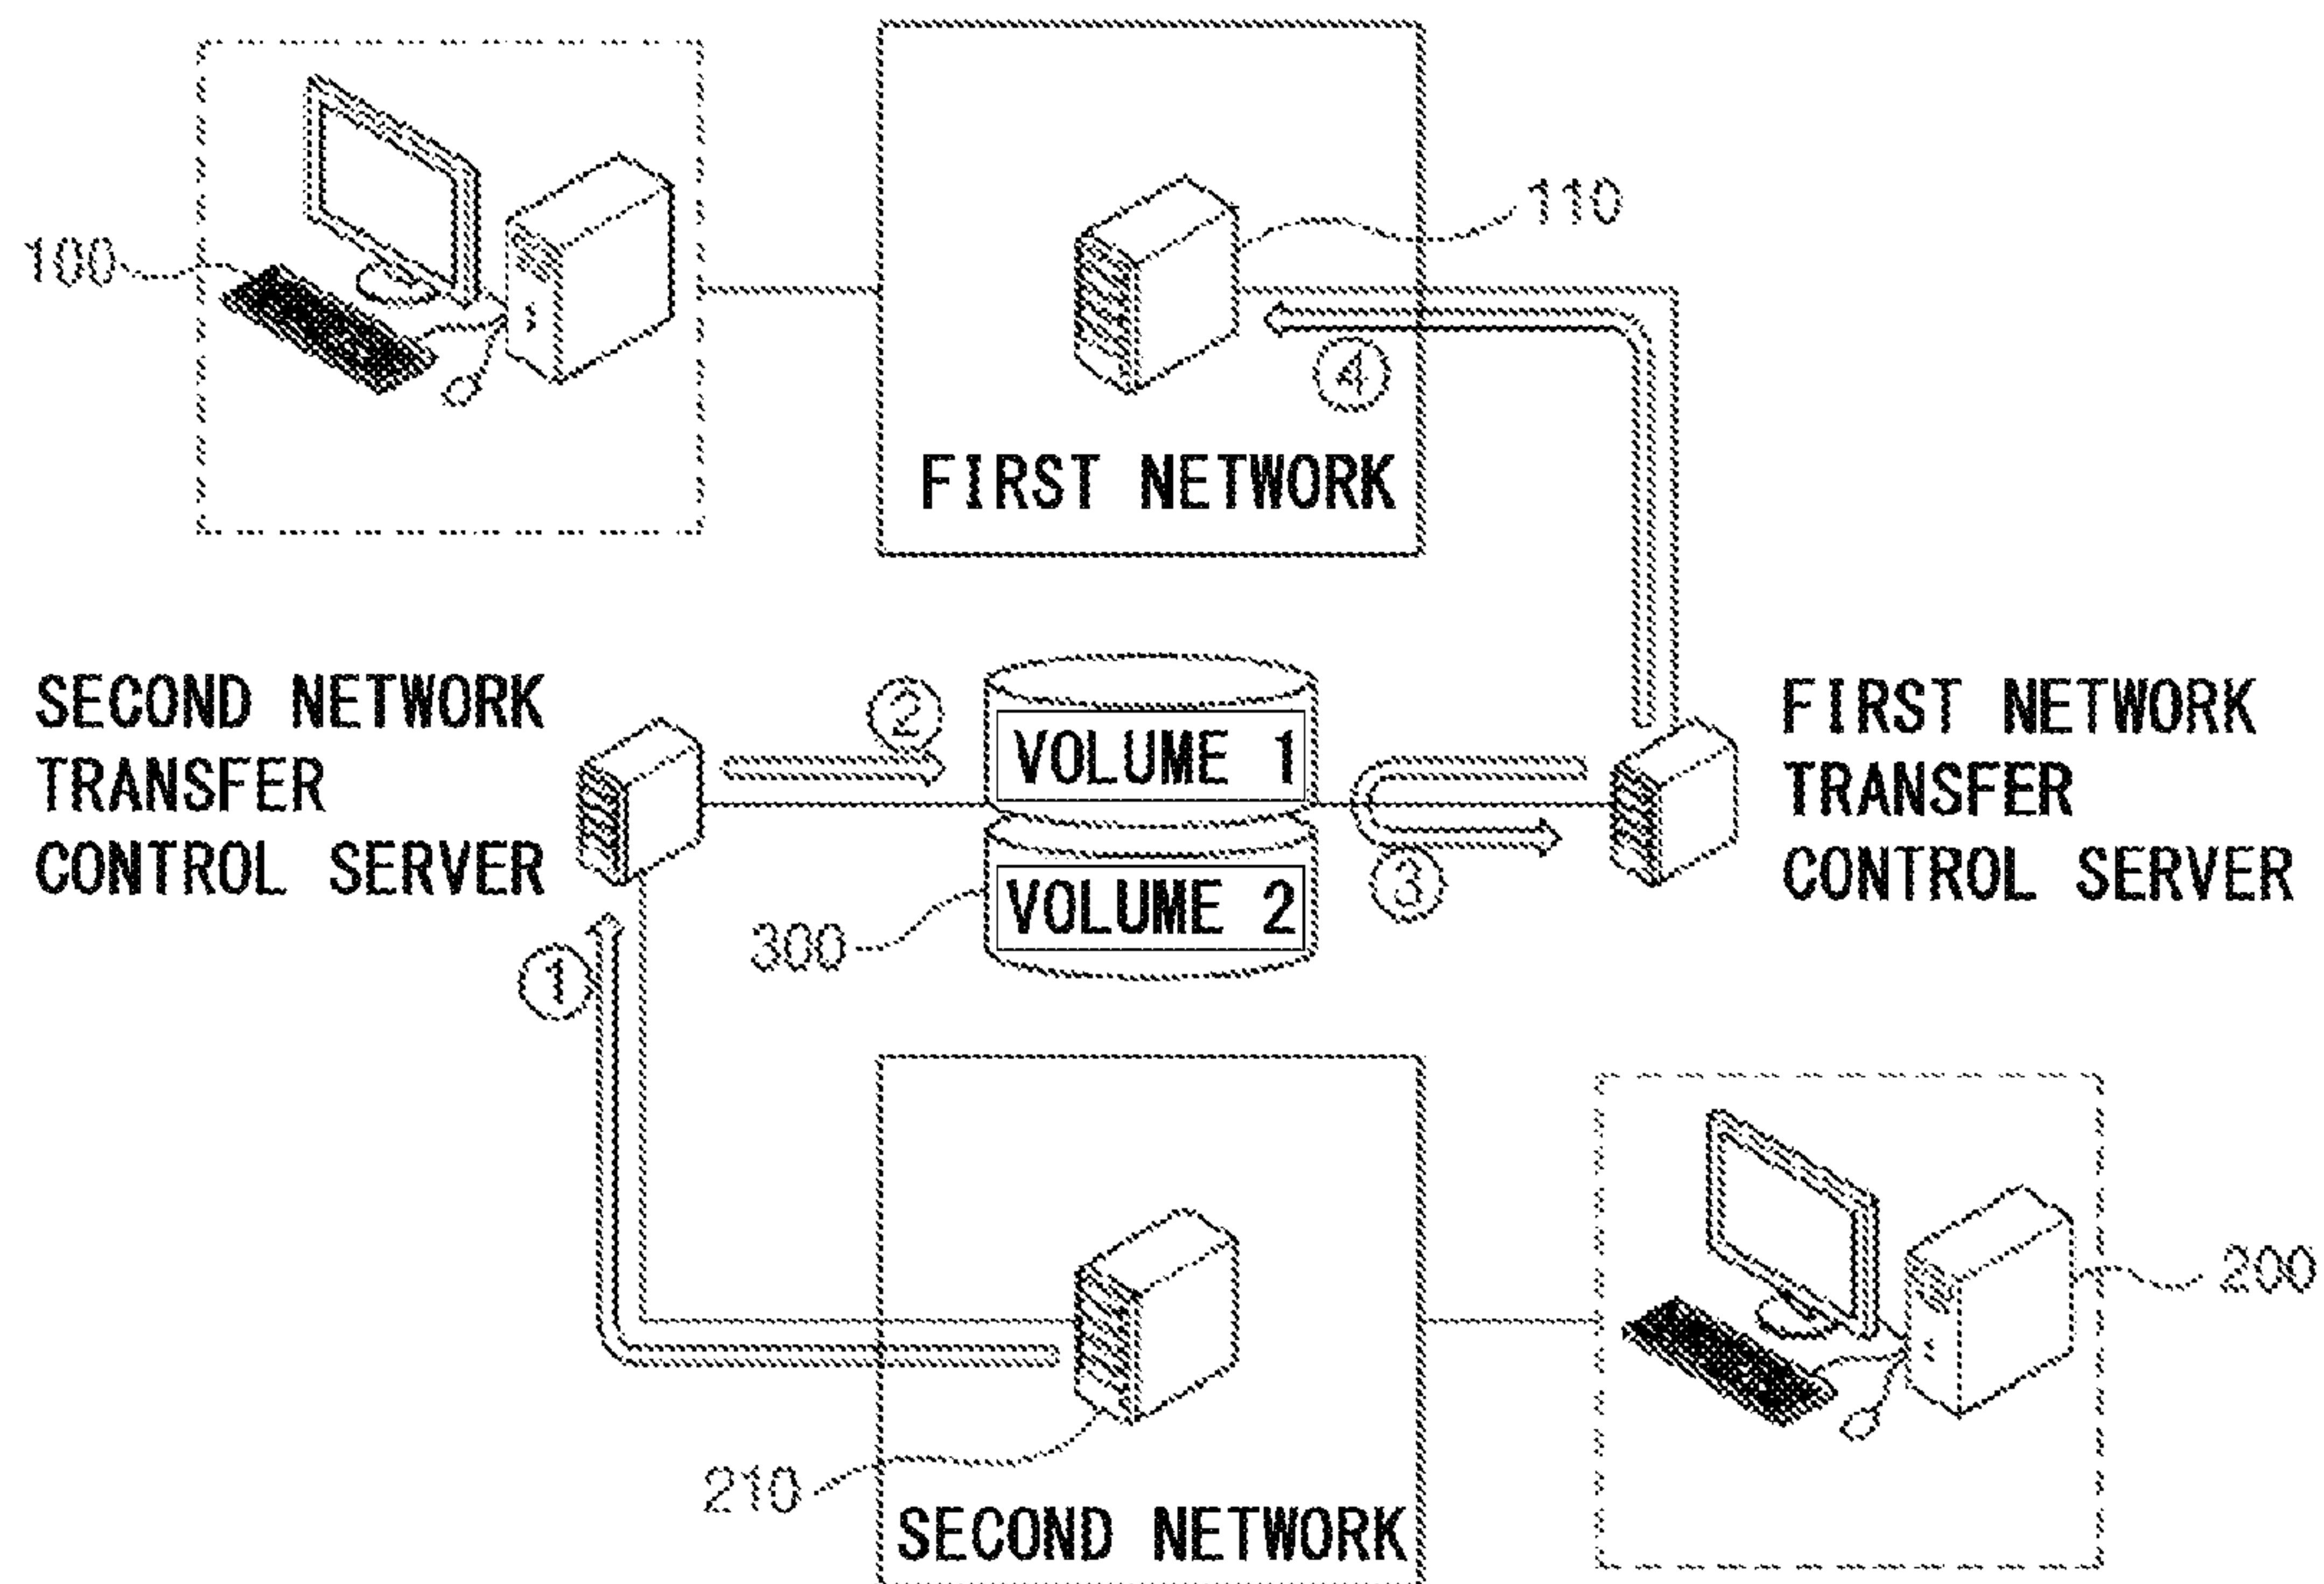 110
100
④
FIRST NETWORK
SECOND NETWORK
TRANSFER
CONTROL SERVER
②
VOLUME 1
VOLUME 2
300
③
①
FIRST NETWORK
TRANSFER
CONTROL SERVER
200
210
SECOND NETWORK